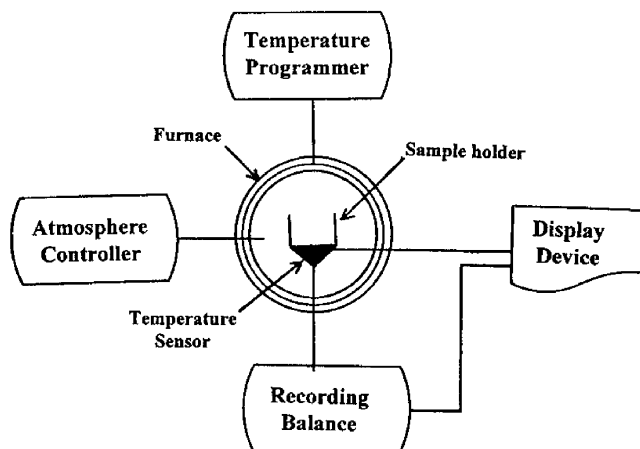 Temperature
Programmer
Furnace
Sample holder
Atmosphere
Controller
Display
Device
Temperature
Sensor
Recording
Balance